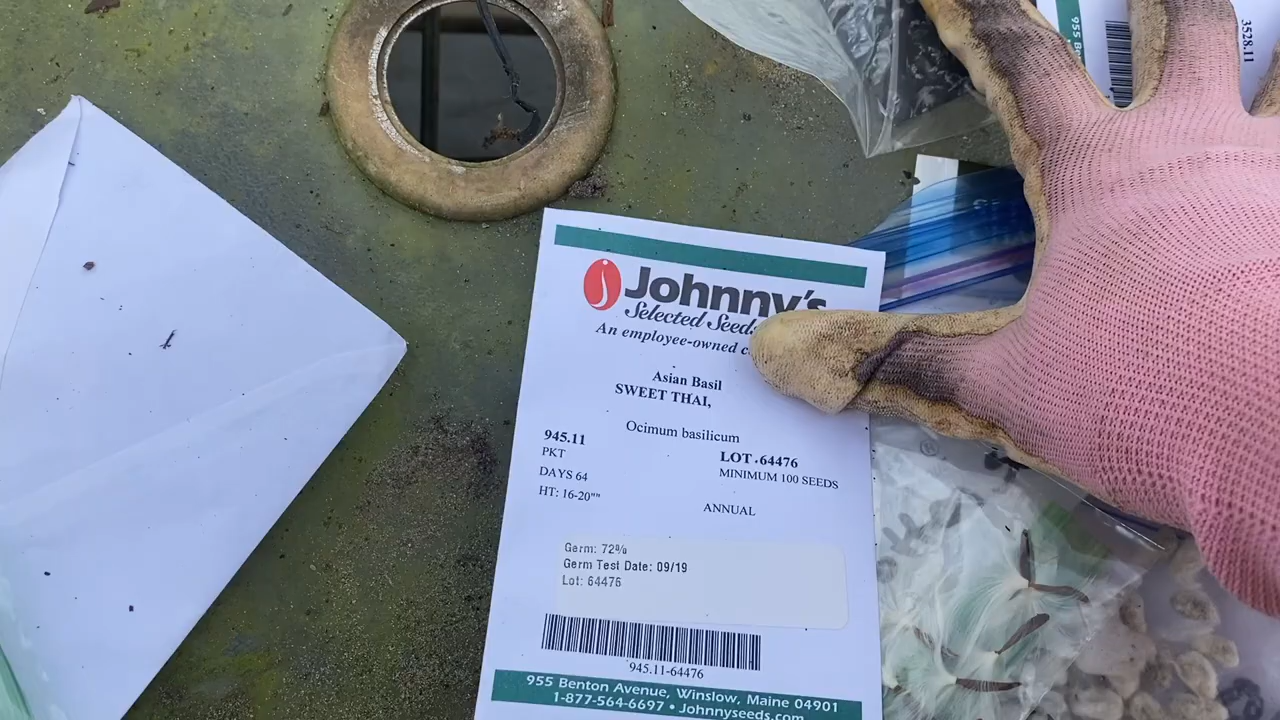 Johnny's
Selected Seeds
An employee-owned
Asian Basil
SWEET THAI,
Ocimum basilicum
945.11
PKT
DAYS 64
HT: 16-20""
LOT.64476
MINIMUM 100 SEEDS
ANNUAL
Germ: 72%
Germ Test Date: 09/19
Lot: 64476
945.11-64476
955 Benton Avenue, Winslow, Maine 04901
1-877-564-6697 • Johnnyseeds.com
955 B
3528.11